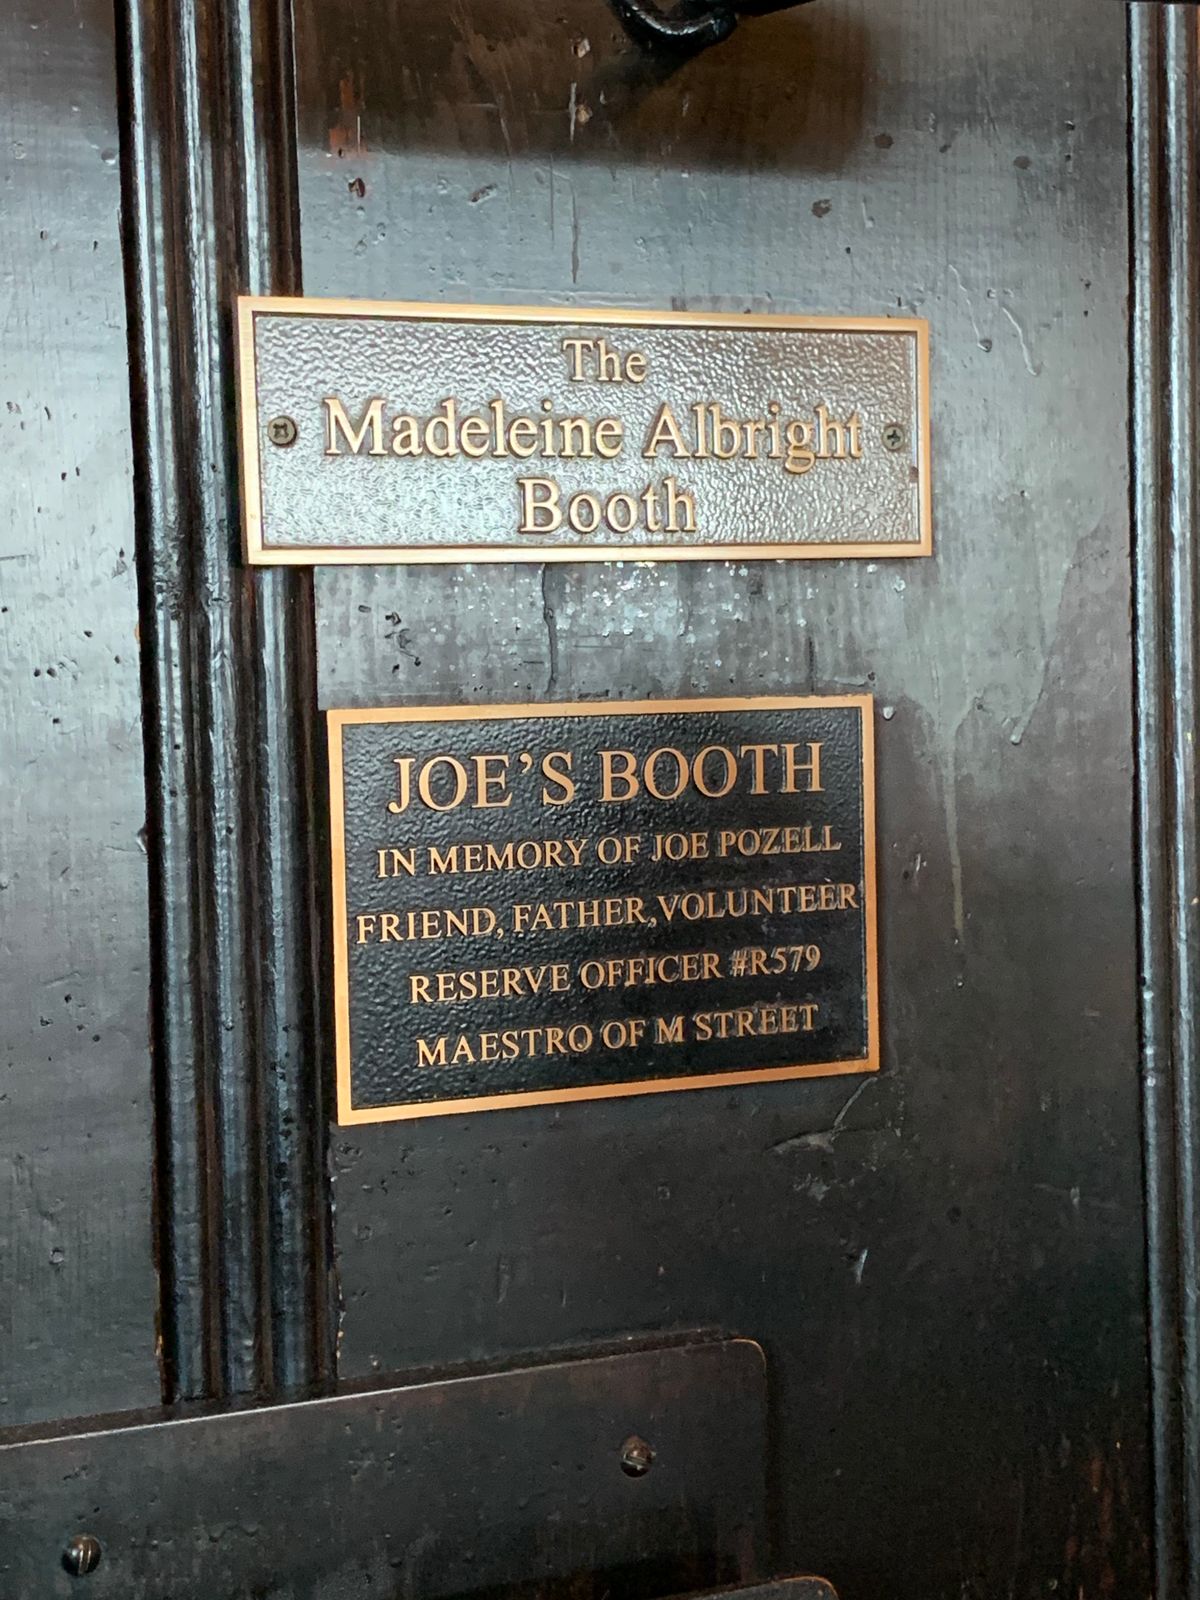 The
Madeleine Albright
Booth
JOE'S BOOTH
IN MEMORY OF JOE POZELL
FRIEND, FATHER,VOLUNTEER
RESERVE OFFICER #R579
MAESTRO OF M STREET